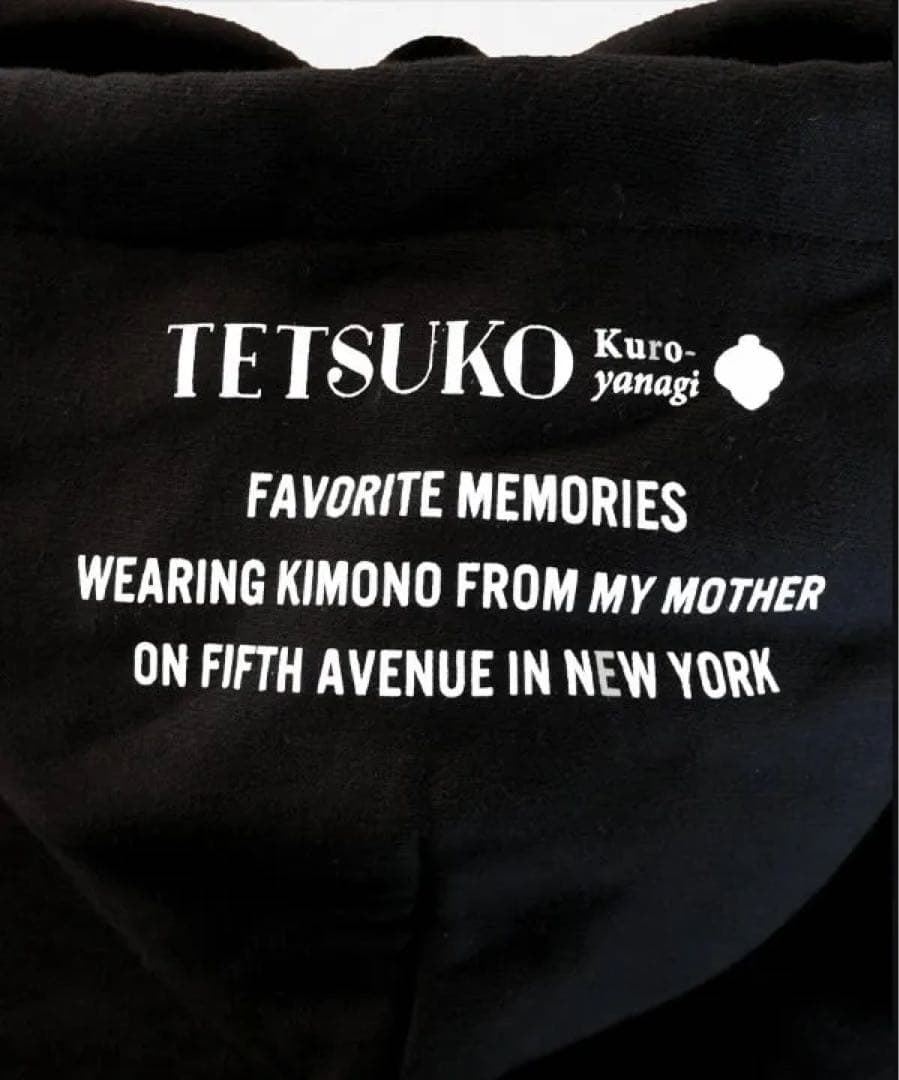 TETSUKO Kuro-
yanagi
FAVORITE MEMORIES
WEARING KIMONO FROM MY MOTHER
ON FIFTH AVENUE IN NEW YORK